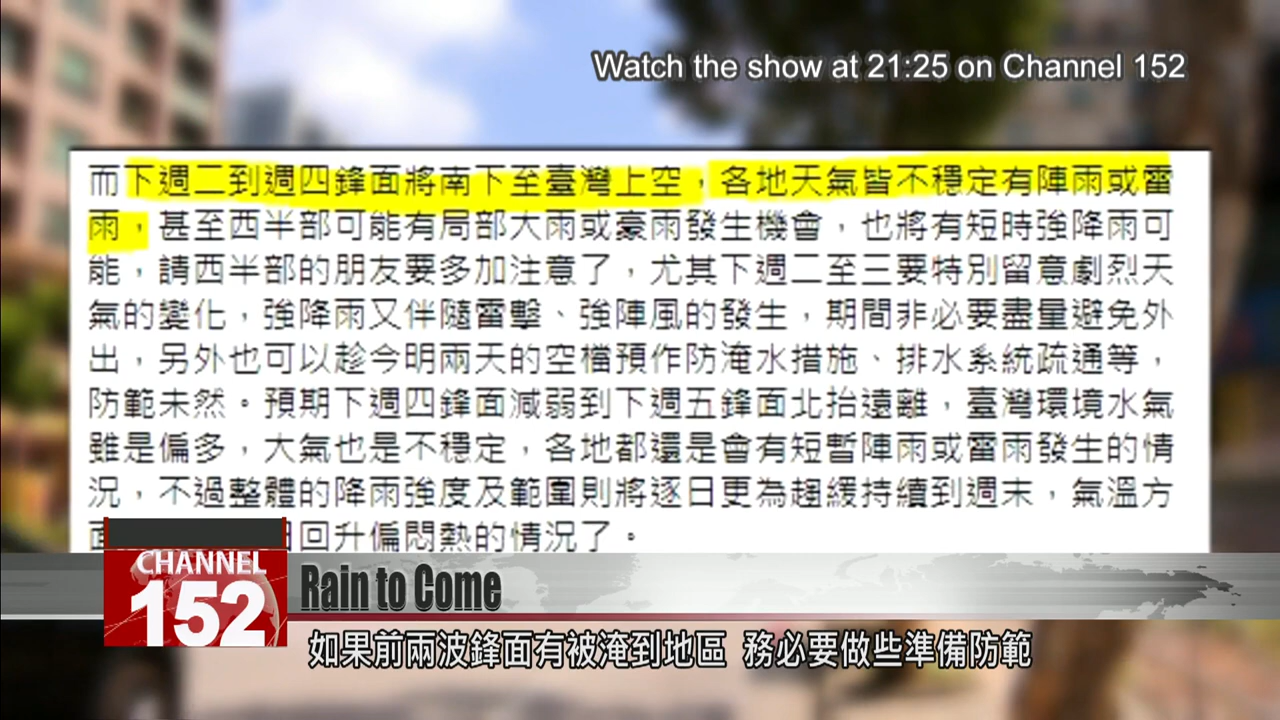 Watch the show at 21:25 on Channel 152
而下週二到週四鋒面將南下至臺灣上空，各地天氣皆不穩定有陣雨或雷
雨，甚至西半部可能有局部大雨或豪雨發生機會，也將有短時強降雨可
能，請西半部的朋友要多加注意了，尤其下週二至三要特別留意劇烈天
氣的變化，強降雨又伴隨雷擊、強陣風的發生，期間非必要盡量避免外
出，另外也可以趁今明兩天的空檔預作防淹水措施、排水系統疏通等，
防範未然。預期下週四鋒面減弱到下週五鋒面北抬遠離，臺灣環境水氣
雖是偏多，大氣也是不穩定，各地都還是會有短暫陣雨或雷雨發生的情
況，不過整體的降雨強度及範圍則將逐日更為趨緩持續到週末，氣溫方
回升偏悶熱的情況了。
CHANNEL
152
Rain to Come
如果前兩波鋒面有被淹到地區 務必要做些準備防範